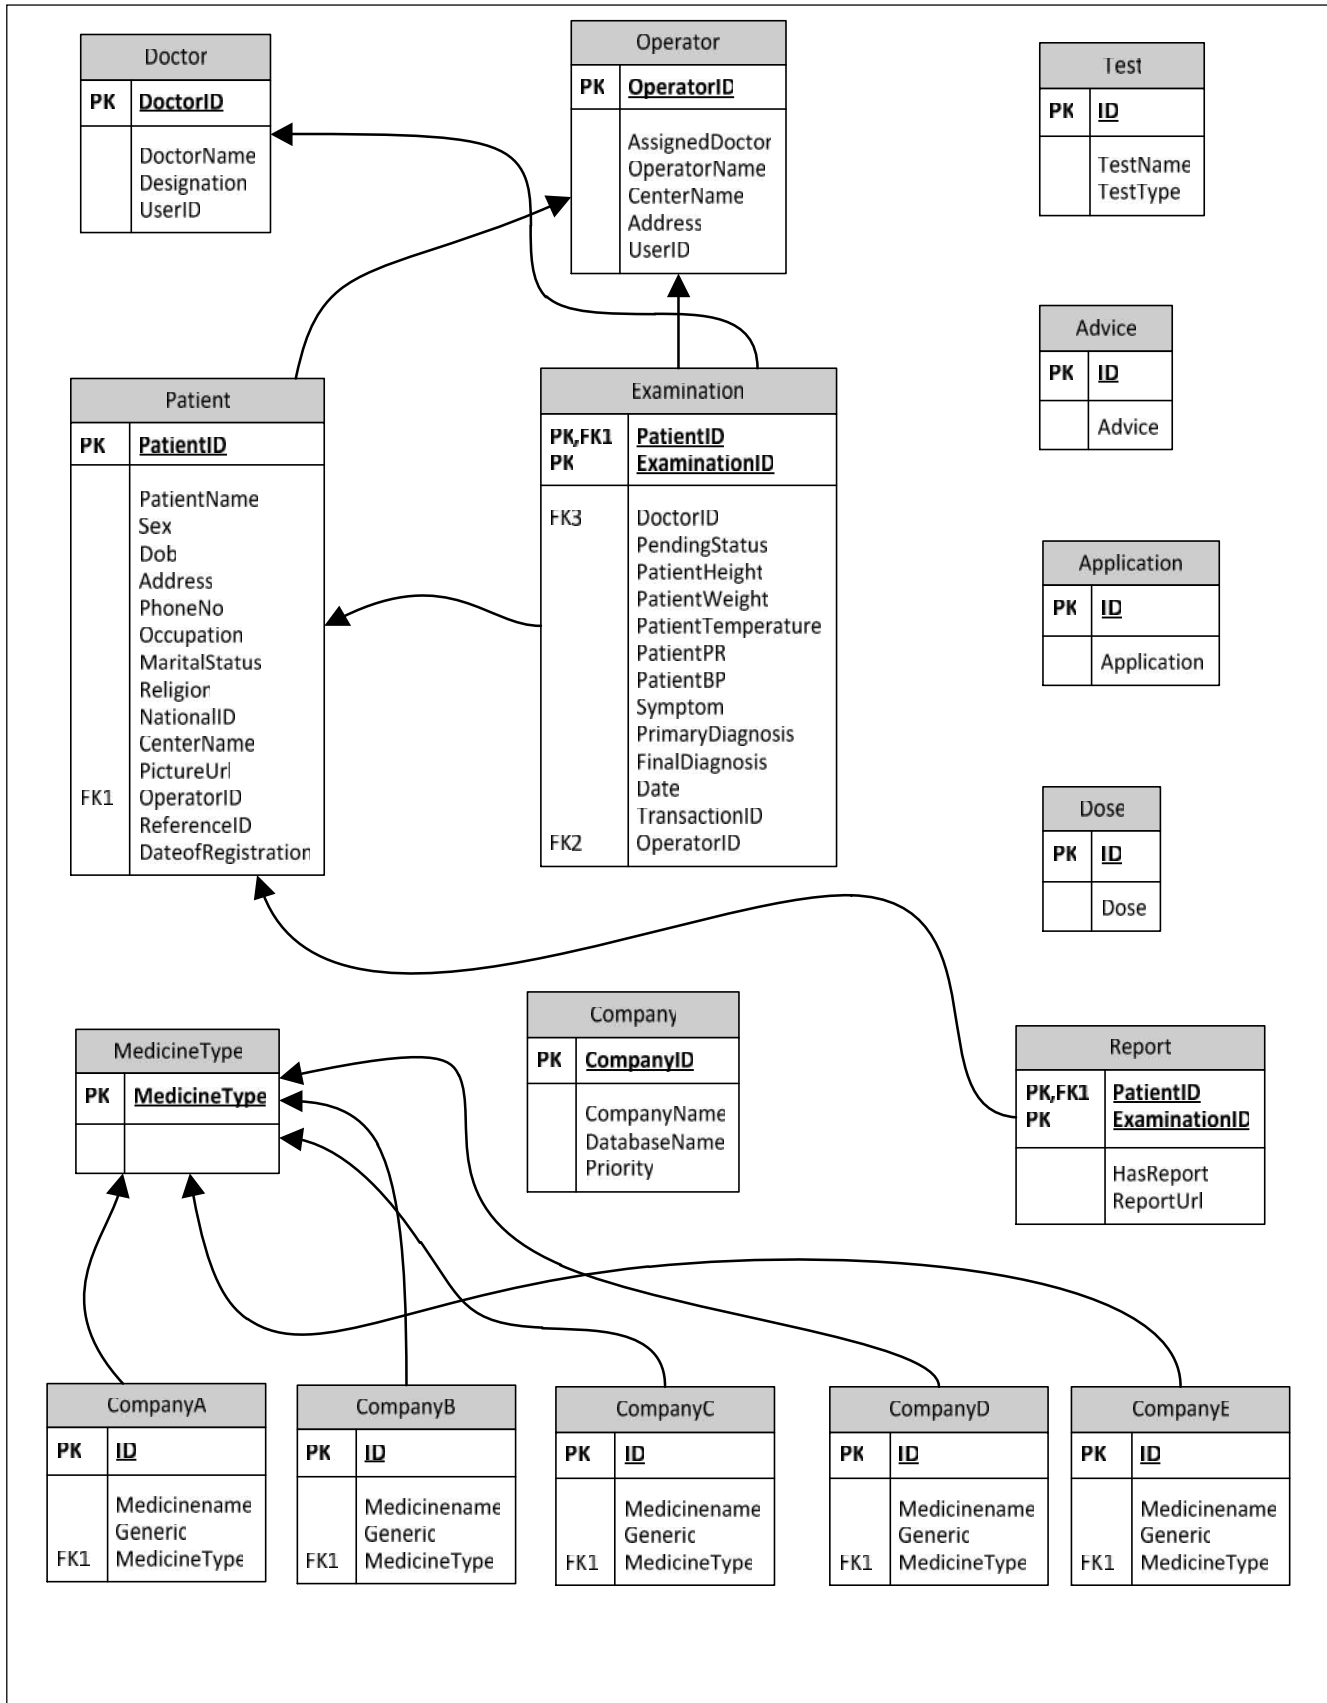 Doctor
PK DoctorID
DoctorName
Designation
UserID
Operator
PK OperatorID
AssignedDoctor
OperatorName
CenterName
Address
UserID
Test
PK ID
TestName
TestType
Advice
PK ID
Advice
Patient
PK PatientID
PatientName
Sex
Dob
Address
PhoneNo
Occupation
MaritalStatus
Religion
NationalID
CenterName
PictureUrl
FK1 OperatorID
ReferenceID
DateofRegistration
Examination
PK,FK1 PatientID
PK ExaminationID
FK3 DoctorID
PendingStatus
PatientHeight
PatientWeight
PatientTemperature
PatientPR
PatientBP
Symptom
PrimaryDiagnosis
FinalDiagnosis
Date
TransactionID
FK2 OperatorID
Application
PK ID
Application
Dose
PK ID
Dose
MedicineType
PK MedicineType
Company
PK CompanyID
CompanyName
DatabaseName
Priority
Report
PK,FK1 PatientID
PK ExaminationID
HasReport
ReportUrl
CompanyA
PK ID
Medicinename
Generic
FK1 MedicineType
CompanyB
PK ID
Medicinename
Generic
FK1 MedicineType
CompanyC
PK ID
Medicinename
Generic
FK1 MedicineType
CompanyD
PK ID
Medicinename
Generic
FK1 MedicineType
CompanyE
PK ID
Medicinename
Generic
FK1 MedicineType